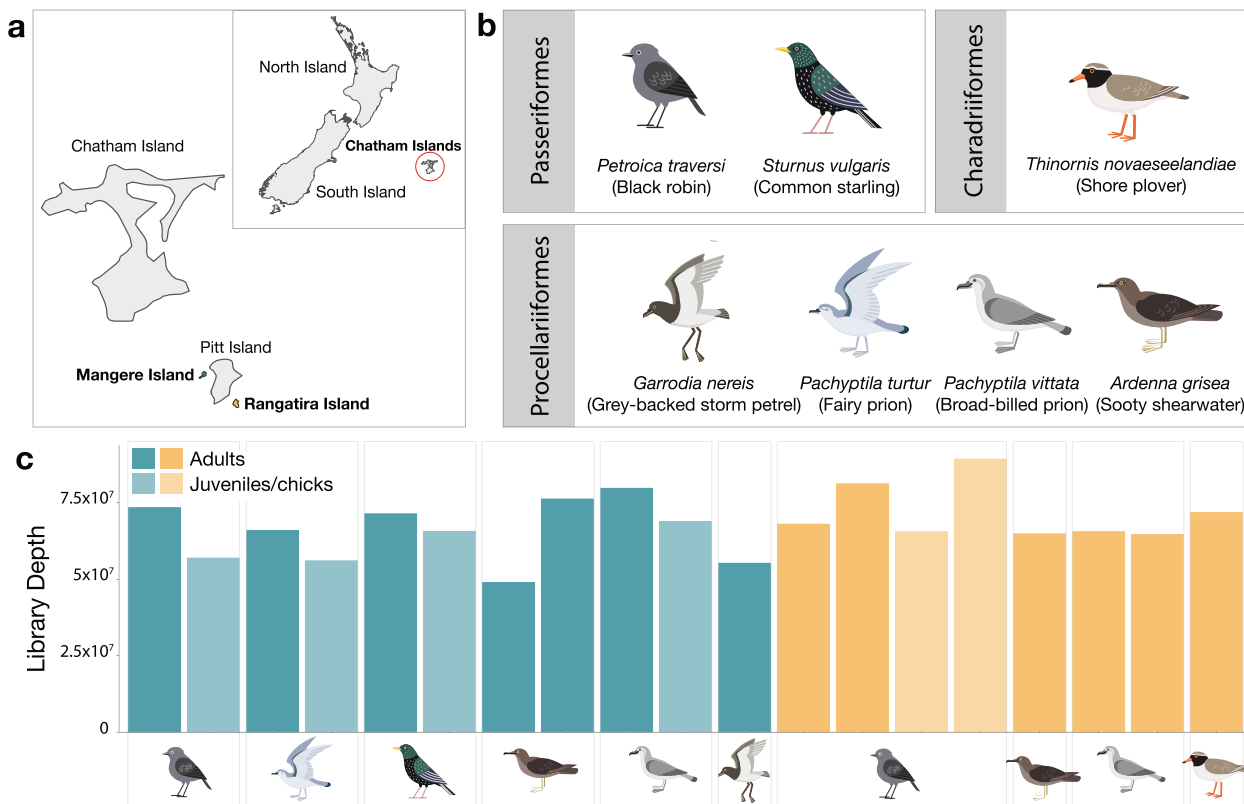 a
North Island
Chatham Island
Chatham Islands
South Island
Pitt Island
Mangere Island
Rangatira Island
b
Passeriformes
Petroica traversi
(Black robin)
Sturnus vulgaris
(Common starling)
Charadriiformes
Thinornis novaeseelandiae
(Shore plover)
Procellariiformes
Garrodia nereis
(Grey-backed storm petrel)
Pachyptila turtur
(Fairy prion)
Pachyptila vittata
(Broad-billed prion)
Ardenna grisea
(Sooty shearwater)
c
Adults
Juveniles/chicks
Library Depth
7.5x10⁷
5x10⁷
2.5x10⁷
0